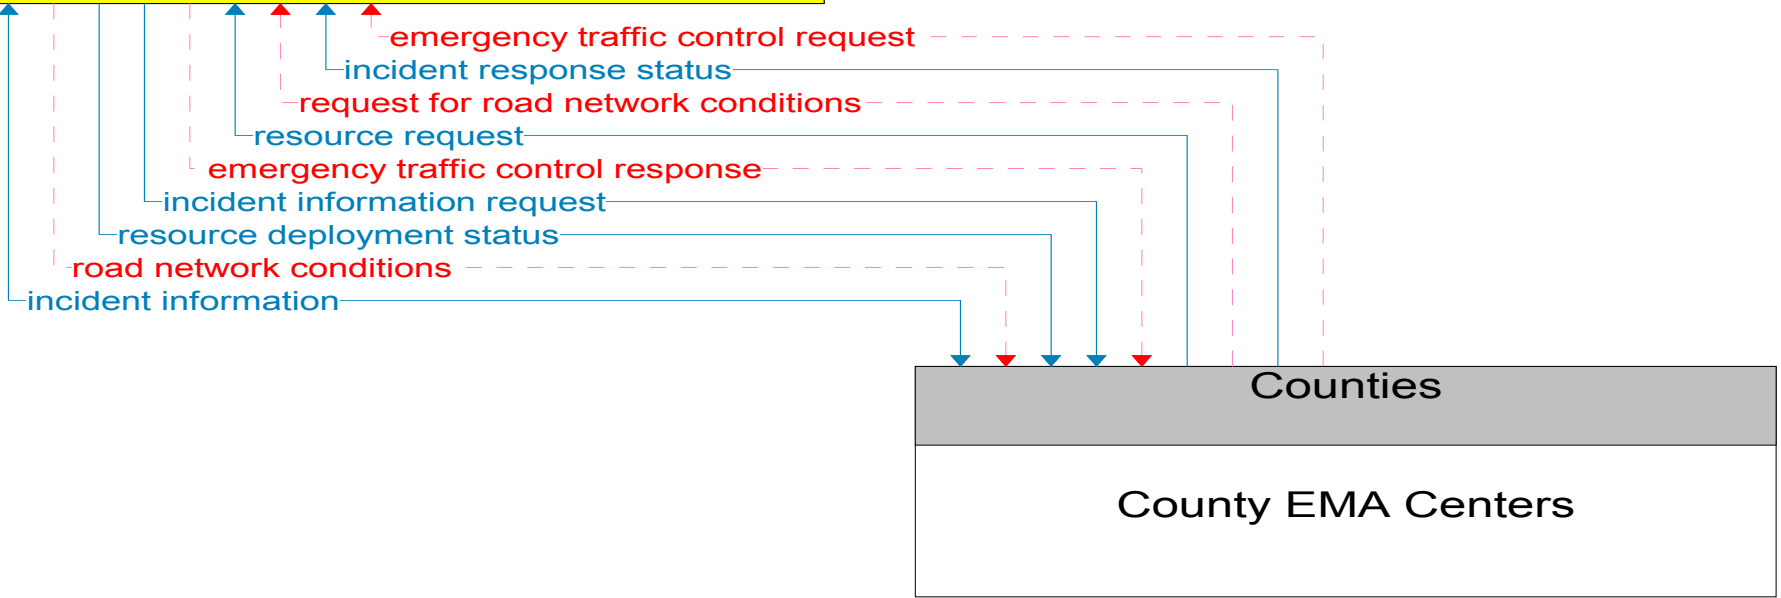 emergency traffic control request
incident response status
request for road network conditions
resource request
emergency traffic control response
incident information request
resource deployment status
road network conditions
incident information
Counties
County EMA Centers